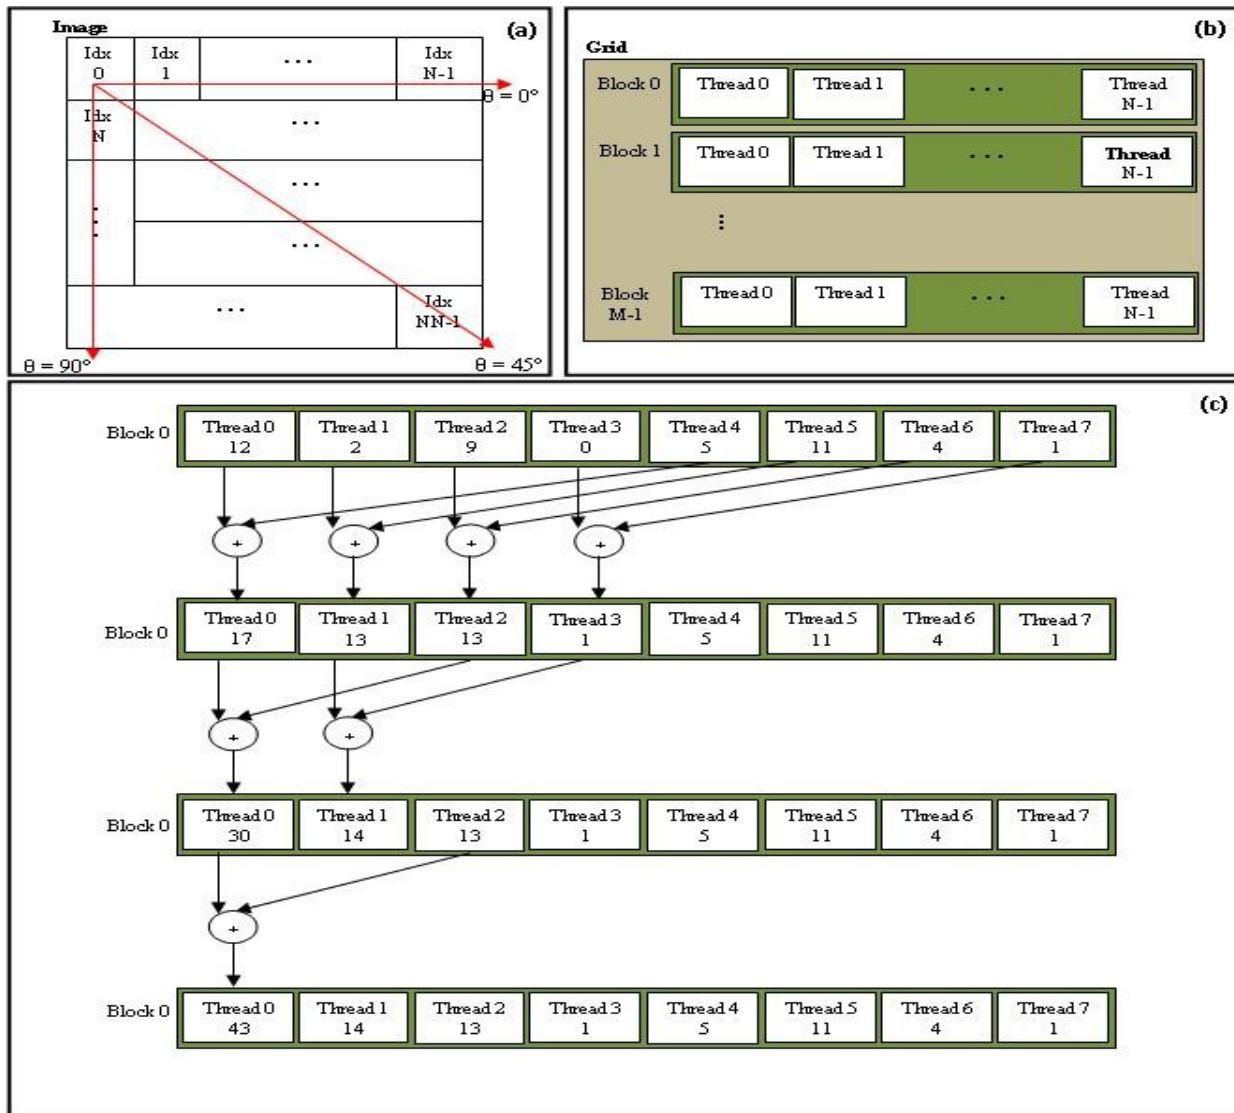 (a)
Image
Idx 0 Idx 1 ... Idx N-1
θ = 0°
Idx N ...
...
...
...
... Idx NN-1
θ = 90° θ = 45°
(b)
Grid
Block 0 Thread 0 Thread 1 ... Thread N-1
Block 1 Thread 0 Thread 1 ... Thread N-1
...
Block M-1 Thread 0 Thread 1 ... Thread N-1
(c)
Block 0 Thread 0 Thread 1 Thread 2 Thread 3 Thread 4 Thread 5 Thread 6 Thread 7
12 2 9 0 5 11 4 1
+ + + +
Block 0 Thread 0 Thread 1 Thread 2 Thread 3 Thread 4 Thread 5 Thread 6 Thread 7
17 13 13 1 5 11 4 1
+ +
Block 0 Thread 0 Thread 1 Thread 2 Thread 3 Thread 4 Thread 5 Thread 6 Thread 7
30 14 13 1 5 11 4 1
+
Block 0 Thread 0 Thread 1 Thread 2 Thread 3 Thread 4 Thread 5 Thread 6 Thread 7
43 14 13 1 5 11 4 1